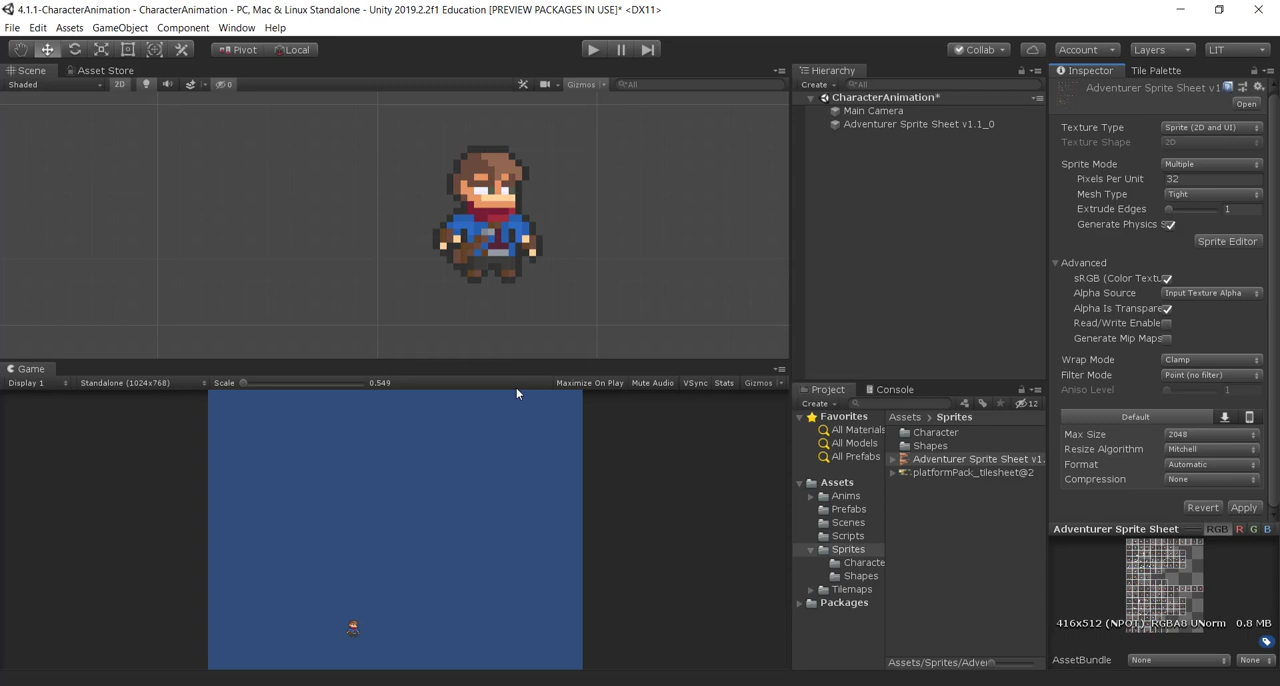 4.1.1-CharacterAnimation - CharacterAnimation - PC, Mac & Linux Standalone - Unity 2019.2.2f1 Education [PREVIEW PACKAGES IN USE]* <DX11>
File Edit Assets GameObject Component Window Help
Pivot Local Collab Account Layers LIT
Scene Asset Store
Shaded 2D 0 Gizmos All
Hierarchy
Create All
CharacterAnimation*
Main Camera
Adventurer Sprite Sheet v1.1_0
Game
Display 1 Standalone (1024x768) Scale 0.549 Maximize On Play Mute Audio VSync Stats Gizmos
Project Console
Create 12
Favorites
All Materials
All Models
All Prefabs
Assets
Anims
Prefabs
Scenes
Scripts
Sprites
Characte
Shapes
Tilemaps
Packages
Assets > Sprites
Character
Shapes
Adventurer Sprite Sheet v1.
platformPack_tilesheet@2
Assets/Sprites/Adve
Inspector Tile Palette
Adventurer Sprite Sheet v1
Open
Texture Type Sprite (2D and UI)
Texture Shape 2D
Sprite Mode Multiple
Pixels Per Unit 32
Mesh Type Tight
Extrude Edges 1
Generate Physics S
Sprite Editor
Advanced
sRGB (Color Textu
Alpha Source Input Texture Alpha
Alpha Is Transpare
Read/Write Enable
Generate Mip Maps
Wrap Mode Clamp
Filter Mode Point (no filter)
Aniso Level 1
Default
Max Size 2048
Resize Algorithm Mitchell
Format Automatic
Compression None
Revert Apply
Adventurer Sprite Sheet RGB R G B
416x512 (NPOT) RGBA8 UNorm 0.8 MB
AssetBundle None None